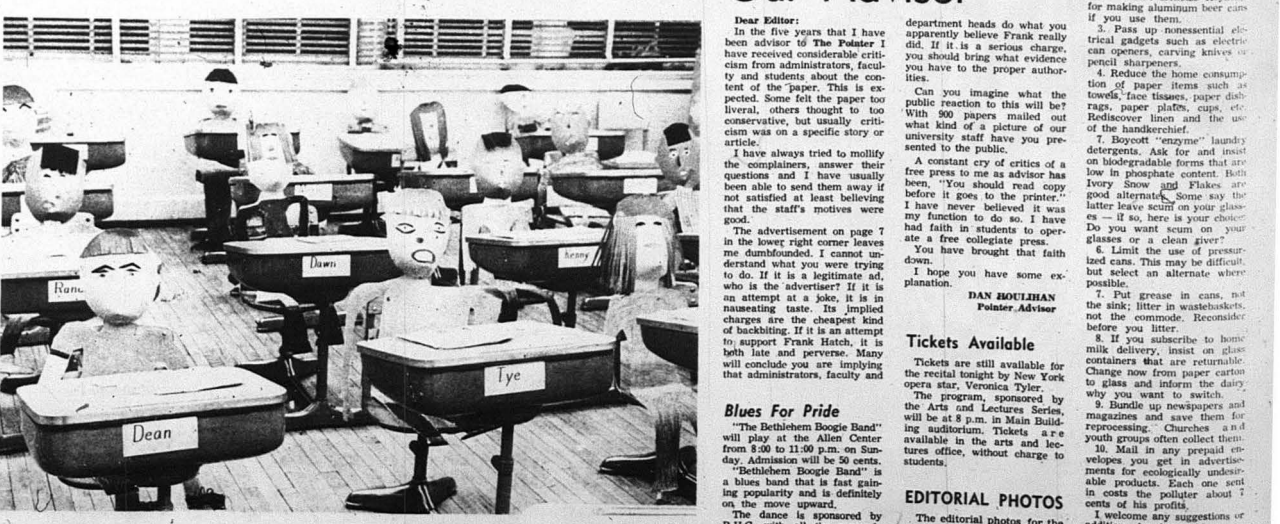 Rand
Dean
Dawn
Tye
Kenny
Our Advisor
Dear Editor:
In the five years that I have
been advisor to The Pointer I
have received considerable criti-
cism from administrators, facul-
ty and students about the con-
tent of the paper. This is ex-
pected. Some felt the paper too
liveral, others thought to too
conservative, but usually criti-
cism was on a specific story or
article.
I have always tried to mollify
the complainers, answer their
questions and I have usually
been able to send them away if
not satisfied at least believing
that the staff's motives were
good.
The advertisement on page 7
in the lower right corner leaves
me dumbfounded. I cannot un-
derstand what you were trying
to do. If it is a legitimate ad,
who is the advertiser? If it is
an attempt at a joke, it is in
nauseating taste. Its implied
charges are the cheapest kind
of backbiting. If it is an attempt
to support Frank Hatch, it is
both late and perverse. Many
will conclude you are implying
that administrators, faculty and
Blues For Pride
"The Bethlehem Boogie Band"
will play at the Allen Center
from 8:00 to 11:00 p.m. on Sun-
day. Admission will be 50 cents.
"Bethlehem Boogie Band" is
a blues band that is fast gain-
ing popularity and is definitely
on the move upward.
The dance is sponsored by
department heads do what you
apparently believe Frank really
did. If it is a serious charge,
you should bring what evidence
you have to the proper author-
ities.
Can you imagine what the
public reaction to this will be?
With 900 papers mailed out
what kind of a picture of our
university staff have you pre-
sented to the public.
A constant cry of critics of a
free press to me as advisor has
been, "You should read copy
before it goes to the printer."
I have never believed it was
my function to do so. I have
had faith in students to oper-
ate a free collegiate press.
You have brought that faith
down.
I hope you have some ex-
planation.
DAN HOULIHAN
Pointer Advisor
Tickets Available
Tickets are still available for
the recital tonight by New York
opera star, Veronica Tyler.
The program, sponsored by
the Arts and Lectures Series,
will be at 8 p.m. in Main Build-
ing auditorium. Tickets are
available in the arts and lec-
tures office, without charge to
students.
EDITORIAL PHOTOS
The editorial photos for the
for making aluminum beer cans
if you use them.
3. Pass up nonessential elec-
trical gadgets such as electric
can openers, carving knives or
pencil sharpeners.
4. Reduce the home consump-
tion of paper items such as
towels, face tissues, paper dish-
rags, paper plates, cups, etc.
Rediscover linen and the use
of the handkerchief.
7. Boycott "enzyme" laundry
detergents. Ask for and insist
on biodegradable forms that are
low in phosphate content. Both
Ivory Snow and Flakes are
good alternates. Some say the
latter leave scum on your glass-
es — if so, here is your choice:
Do you want scum on your
glasses or a clean giver?
6. Limit the use of pressur-
ized cans. This may be difficult,
but select an alternate where
possible.
7. Put grease in cans, not
the sink; litter in wastebaskets,
not the commode. Reconsider
before you litter.
8. If you subscribe to home
milk delivery, insist on glass
containers that are returnable.
Change now from paper carton
to glass and inform the dairy
why you want to switch.
9. Bundle up newspapers and
magazines and save them for
reprocessing. Churches and
youth groups often collect them.
10. Mail in any prepaid en-
velopes you get in advertise-
ments for ecologically undesir-
able products. Each one sent
in costs the polluter about 7
cents of his profits.
I welcome any suggestions or